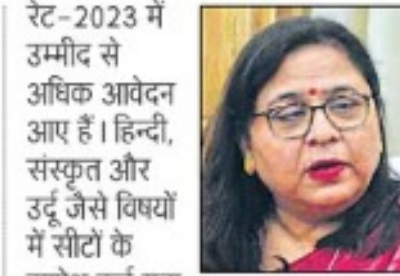 रेट-2023 में
उम्मीद से
अधिक आवेदन
आए हैं। हिन्दी,
संस्कृत और
उर्दू जैसे विषयों
में सीटों के